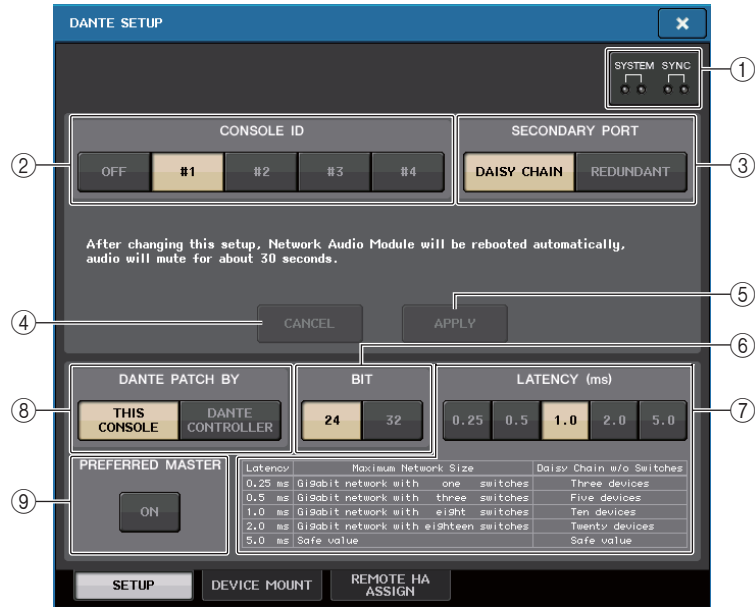 DANTE SETUP
×
SYSTEM SYNC
①
CONSOLE ID
SECONDARY PORT
②
OFF #1 #2 #3 #4
DAISY CHAIN REDUNDANT
③
After changing this setup, Network Audio Module will be rebooted automatically,
audio will mute for about 30 seconds.
④
CANCEL
APPLY
⑤
⑥
DANTE PATCH BY
BIT
LATENCY (ms)
⑧
THIS
CONSOLE
DANTE
CONTROLLER
24 32
0.25 0.5 1.0 2.0 5.0
⑦
PREFERRED MASTER
⑨
ON
Latency Maximum Network Size Daisy Chain w/o Switches
0.25 ms Gigabit network with one switches Three devices
0.5 ms Gigabit network with three switches Five devices
1.0 ms Gigabit network with eight switches Ten devices
2.0 ms Gigabit network with eighteen switches Twenty devices
5.0 ms Safe value Safe value
SETUP
DEVICE MOUNT
REMOTE HA
ASSIGN